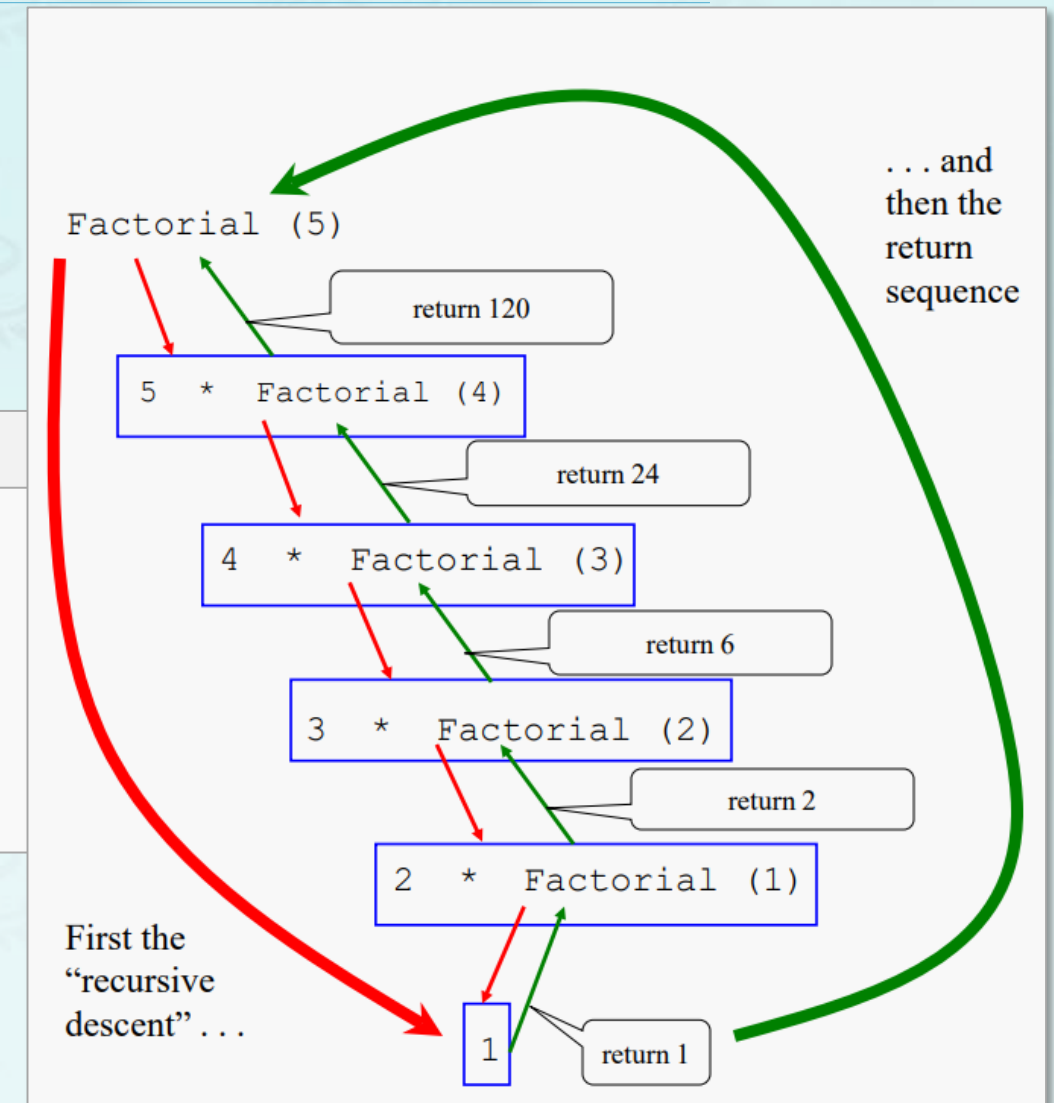 . . . and
then the
return
sequence
Factorial (5)
return 120
5 * Factorial (4)
return 24
4 * Factorial (3)
return 6
3 * Factorial (2)
return 2
2 * Factorial (1)
First the
“recursive
descent” . . .
1
return 1